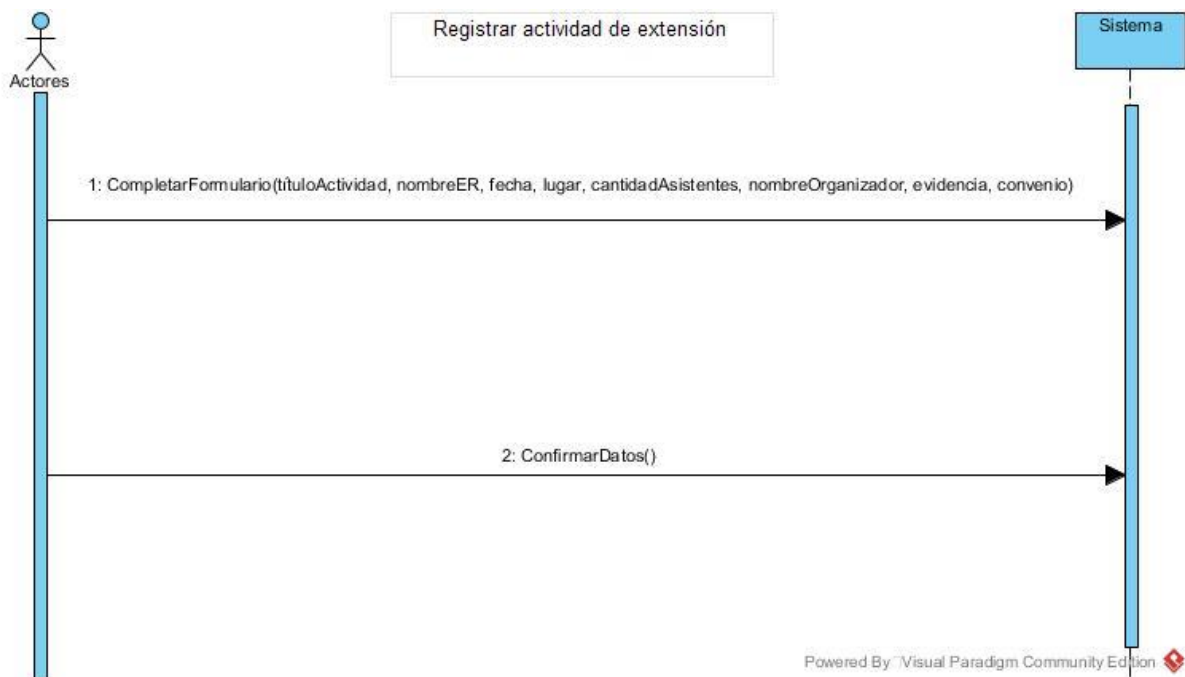 Registrar actividad de extensión
Sistema
Actores
1: CompletarFormulario(títuloActividad, nombreER, fecha, lugar, cantidadAsistentes, nombreOrganizador, evidencia, convenio)
2: ConfirmarDatos()
Powered By Visual Paradigm Community Edition